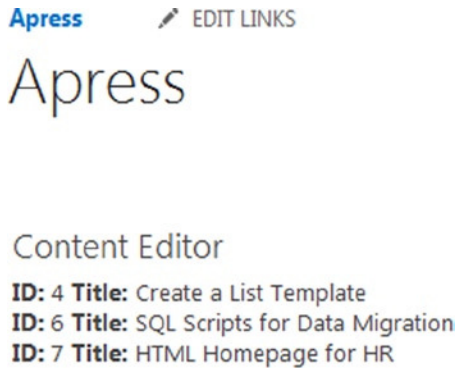 Apress EDIT LINKS
Apress
Content Editor
ID: 4 Title: Create a List Template
ID: 6 Title: SQL Scripts for Data Migration
ID: 7 Title: HTML Homepage for HR